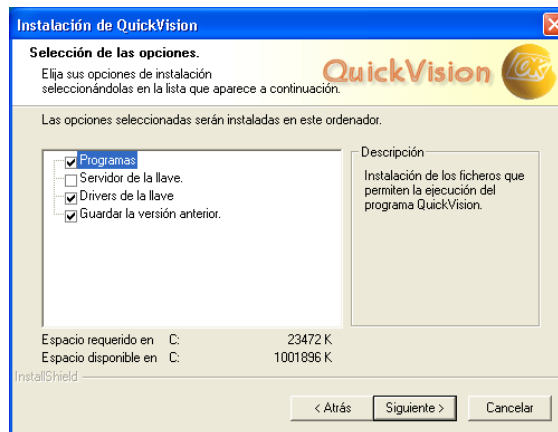 Instalación de QuickVision
Selección de las opciones.
Elija sus opciones de instalación
seleccionándolas en la lista que aparece a continuación.
QuickVision
OK
Las opciones seleccionadas serán instaladas en este ordenador.
Programas
Servidor de la llave.
Drivers de la llave
Guardar la versión anterior.
Descripción
Instalación de los ficheros que
permiten la ejecución del
programa QuickVision.
Espacio requerido en C: 23472 K
Espacio disponible en C: 1001896 K
InstallShield
< Atrás Siguiente > Cancelar